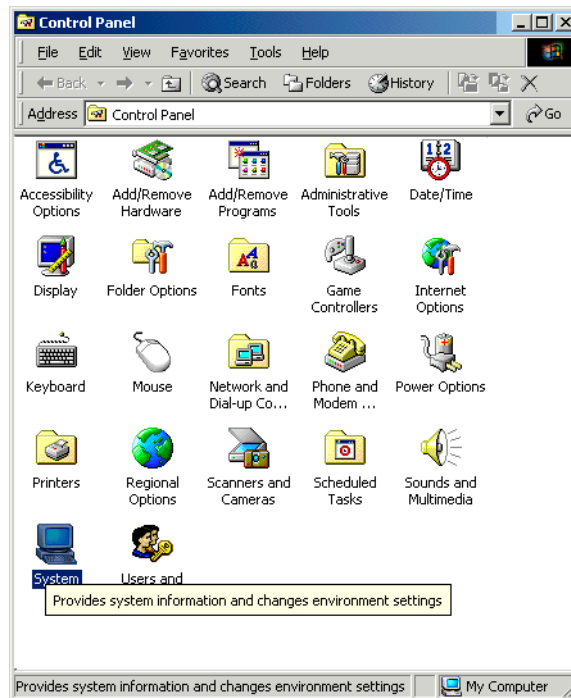 Control Panel
File Edit View Favorites Tools Help
Back Search Folders History
Address Control Panel Go
Accessibility Options
Add/Remove Hardware
Add/Remove Programs
Administrative Tools
Date/Time
Display
Folder Options
Fonts
Game Controllers
Internet Options
Keyboard
Mouse
Network and Dial-up Co...
Phone and Modem ...
Power Options
Printers
Regional Options
Scanners and Cameras
Scheduled Tasks
Sounds and Multimedia
System
Users and
Provides system information and changes environment settings
Provides system information and changes environment settings My Computer